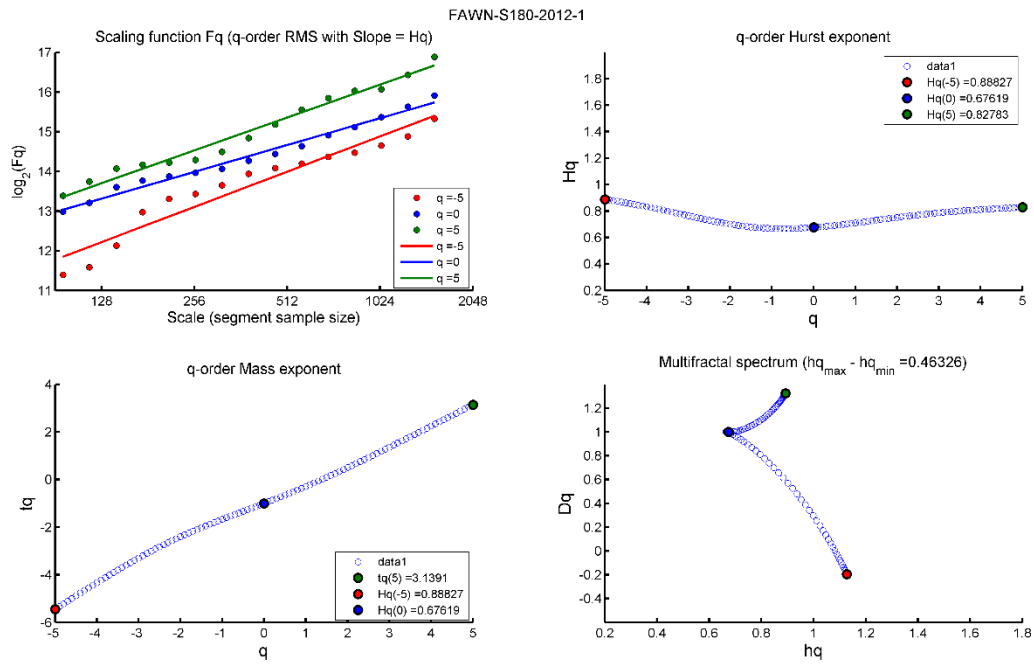 FAWN-S180-2012-1
Scaling function Fq (q-order RMS with Slope = Hq)
log2(Fq)
17
16
15
14
13
12
11
128
256
512
1024
2048
Scale (segment sample size)
q =-5
q =0
q =5
q =-5
q =0
q =5
q-order Hurst exponent
Hq
1.8
1.6
1.4
1.2
1
0.8
0.6
0.4
0.2
-5
-4
-3
-2
-1
0
1
2
3
4
5
q
data1
Hq(-5) =0.88827
Hq(0) =0.67619
Hq(5) =0.82783
q-order Mass exponent
tq
4
2
0
-2
-4
-6
-5
-4
-3
-2
-1
0
1
2
3
4
5
q
data1
tq(5) =3.1391
Hq(-5) =0.88827
Hq(0) =0.67619
Multifractal spectrum (hqmax - hqmin =0.46326)
Dq
1.2
1
0.8
0.6
0.4
0.2
0
-0.2
-0.4
0.2
0.4
0.6
0.8
1
1.2
1.4
1.6
1.8
hq